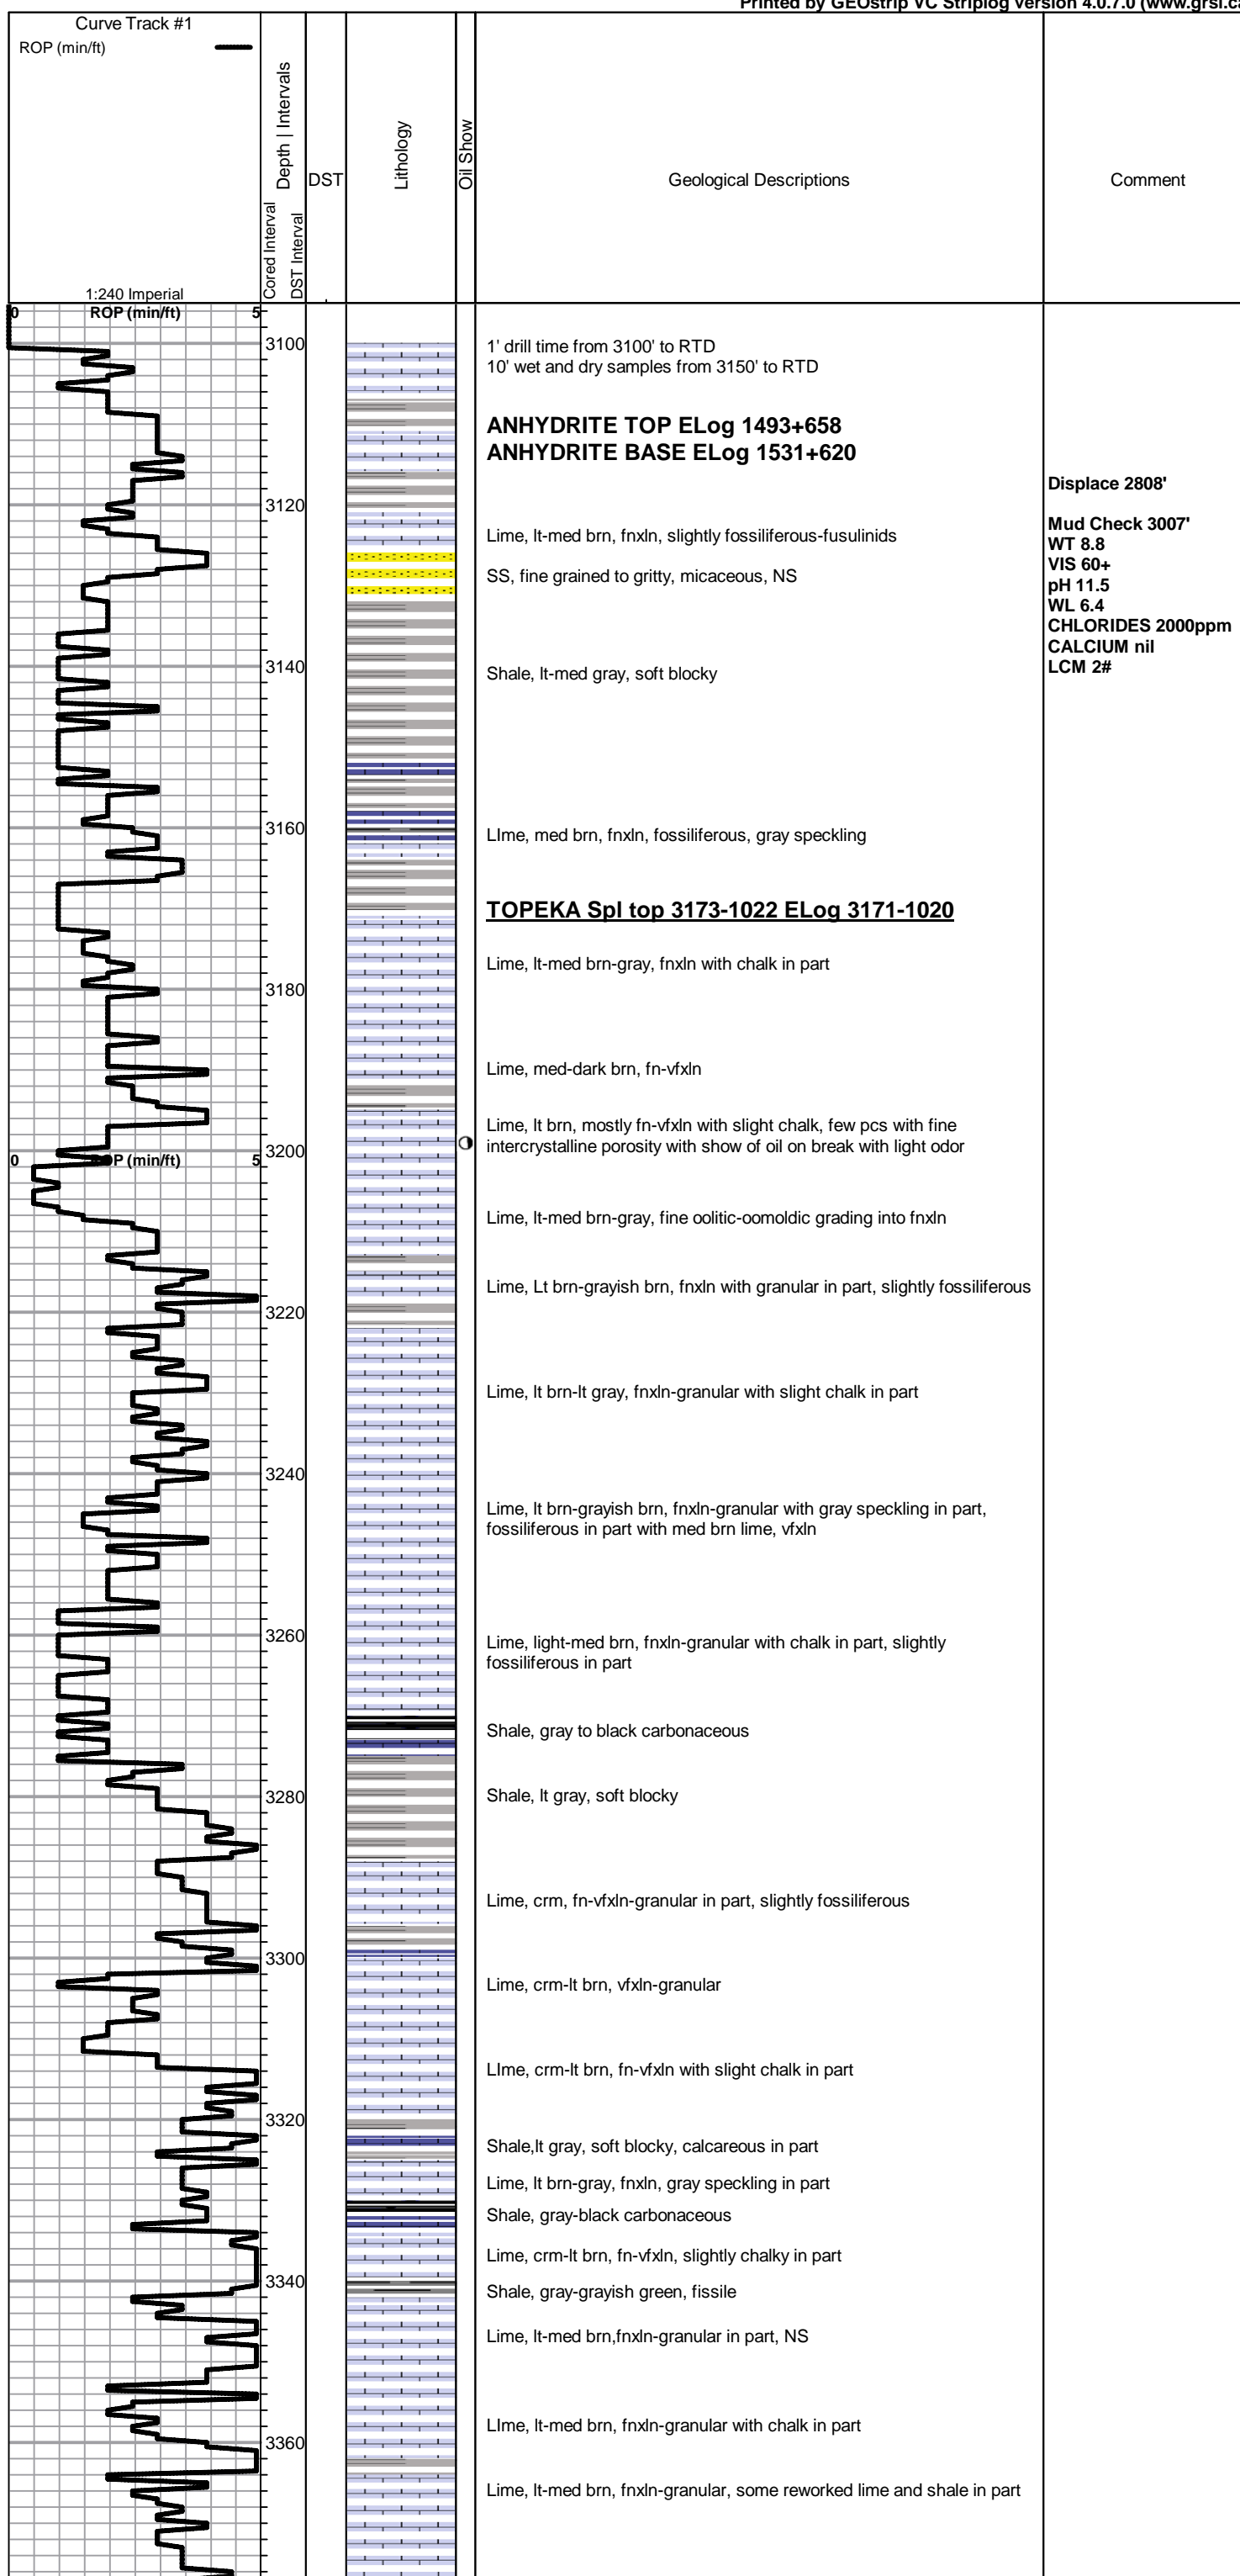 Printed by GEOstrip VC Striplog version 4.0.7.0 (www.grsi.ca
Curve Track #1
ROP (min/ft)
1:240 Imperial
Depth | Intervals
Cored Interval
DST Interval
DST
Lithology
Oil Show
Geological Descriptions
Comment
0 ROP (min/ft) 5
3100
1' drill time from 3100' to RTD
10' wet and dry samples from 3150' to RTD
ANHYDRITE TOP ELog 1493+658
ANHYDRITE BASE ELog 1531+620
Displace 2808'
3120
Mud Check 3007'
WT 8.8
VIS 60+
pH 11.5
WL 6.4
CHLORIDES 2000ppm
CALCIUM nil
LCM 2#
Lime, lt-med brn, fnxln, slightly fossiliferous-fusulinids
SS, fine grained to gritty, micaceous, NS
3140
Shale, lt-med gray, soft blocky
3160
LIme, med brn, fnxln, fossiliferous, gray speckling
TOPEKA Spl top 3173-1022 ELog 3171-1020
Lime, lt-med brn-gray, fnxln with chalk in part
3180
Lime, med-dark brn, fn-vfxln
Lime, lt brn, mostly fn-vfxln with slight chalk, few pcs with fine
intercrystalline porosity with show of oil on break with light odor
3200
0 ROP (min/ft) 5
Lime, lt-med brn-gray, fine oolitic-oomoldic grading into fnxln
Lime, Lt brn-grayish brn, fnxln with granular in part, slightly fossiliferous
3220
Lime, lt brn-lt gray, fnxln-granular with slight chalk in part
3240
Lime, lt brn-grayish brn, fnxln-granular with gray speckling in part,
fossiliferous in part with med brn lime, vfxln
3260
Lime, light-med brn, fnxln-granular with chalk in part, slightly
fossiliferous in part
Shale, gray to black carbonaceous
3280
Shale, lt gray, soft blocky
Lime, crm, fn-vfxln-granular in part, slightly fossiliferous
3300
Lime, crm-lt brn, vfxln-granular
LIme, crm-lt brn, fn-vfxln with slight chalk in part
3320
Shale,lt gray, soft blocky, calcareous in part
Lime, lt brn-gray, fnxln, gray speckling in part
Shale, gray-black carbonaceous
Lime, crm-lt brn, fn-vfxln, slightly chalky in part
3340
Shale, gray-grayish green, fissile
Lime, lt-med brn,fnxln-granular in part, NS
LIme, lt-med brn, fnxln-granular with chalk in part
3360
Lime, lt-med brn, fnxln-granular, some reworked lime and shale in part